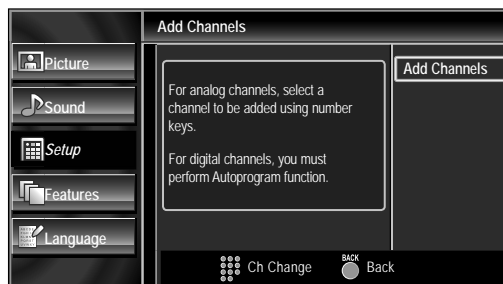 Add Channels
Picture
Sound
Setup
Features
Language
For analog channels, select a
channel to be added using number
keys.
For digital channels, you must
perform Autoprogram function.
Add Channels
Ch Change
BACK
Back